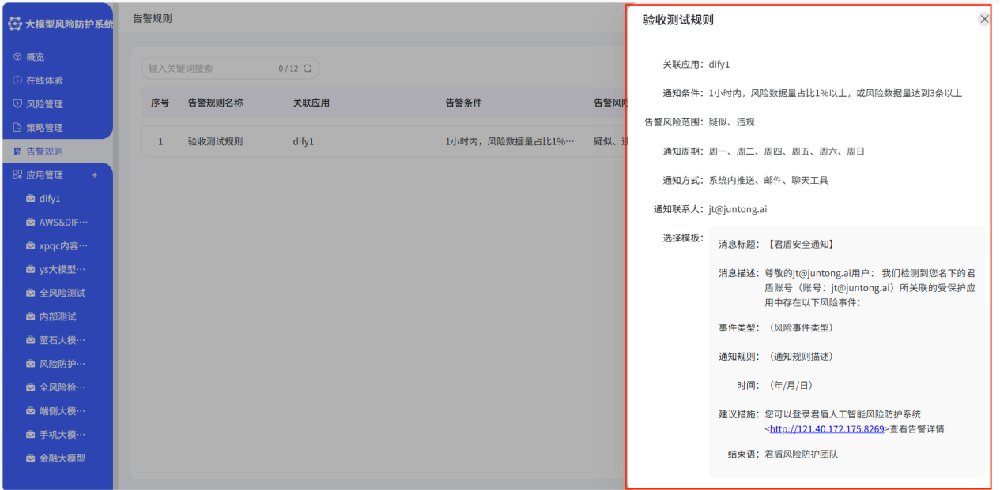 大模型风险防护系统
概览
在线体验
风险管理
策略管理
告警规则
应用管理 +
dify1
AWS&DIF···
xpqc内容···
ys大模型···
全风险测试
内部测试
萤石大模···
风险防护···
全风险检···
端侧大模···
手机大模···
金融大模型
告警规则
输入关键词搜索 0 / 12
序号 告警规则名称 关联应用 告警条件 告警风险
1 验收测试规则 dify1 1小时内，风险数据量占比1%··· 疑似、违
验收测试规则
关联应用： dify1
通知条件： 1小时内，风险数据量占比1%以上，或风险数据量达到3条以上
告警风险范围： 疑似、违规
通知周期： 周一、周二、周四、周五、周六、周日
通知方式： 系统内推送、邮件、聊天工具
通知联系人： jt@juntong.ai
选择模板：
消息标题： 【君盾安全通知】
消息描述： 尊敬的jt@juntong.ai用户： 我们检测到您名下的君
盾账号（账号：jt@juntong.ai）所关联的受保护应
用中存在以下风险事件：
事件类型： （风险事件类型）
通知规则： （通知规则描述）
时间： （年/月/日）
建议措施： 您可以登录君盾人工智能风险防护系统
<http://121.40.172.175:8269>查看告警详情
结束语： 君盾风险防护团队